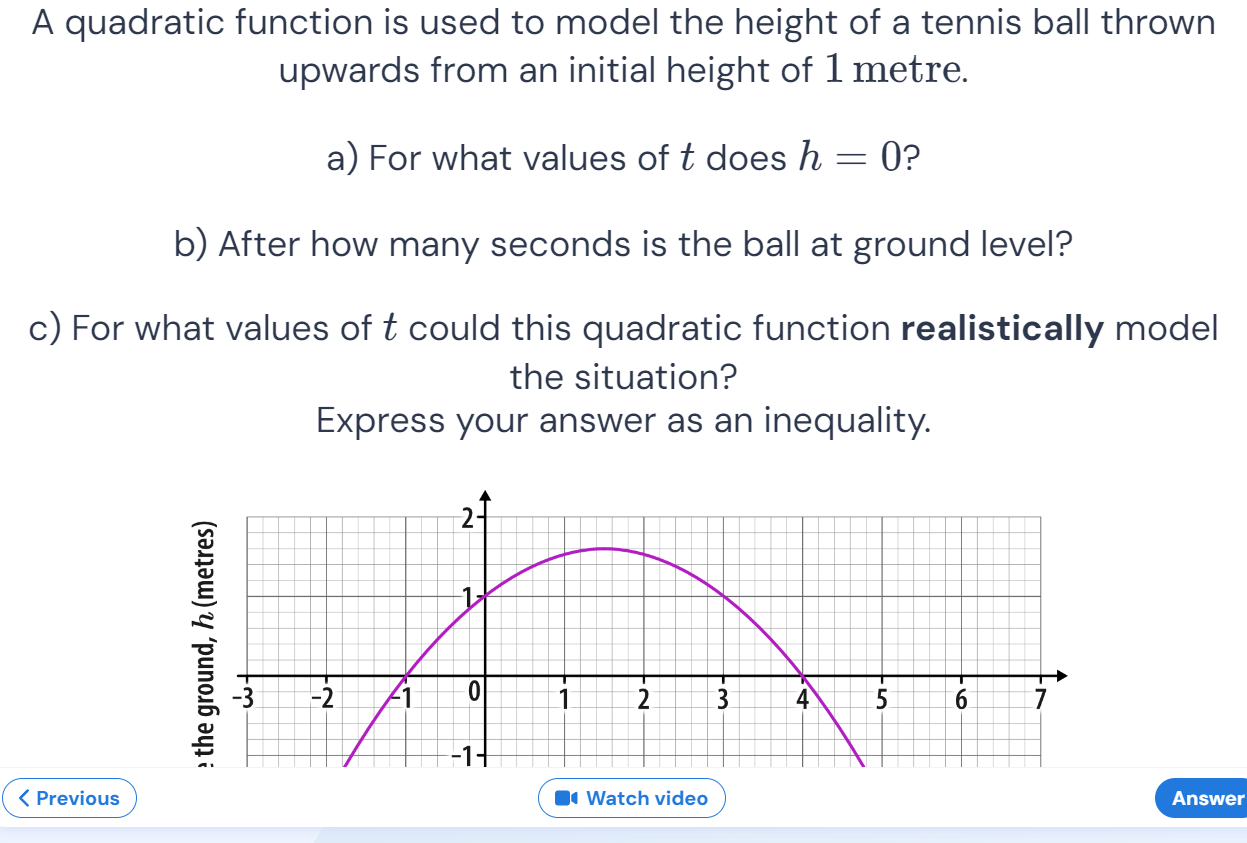 A quadratic function is used to model the height of a tennis ball thrown
upwards from an initial height of 1 metre.
a) For what values of t does h = 0?
b) After how many seconds is the ball at ground level?
c) For what values of t could this quadratic function realistically model
the situation?
Express your answer as an inequality.
the ground, h (metres)
2
1
−3 −2 −1 0 1 2 3 4 5 6 7
−1
Previous
Watch video
Answer